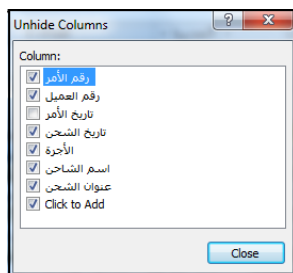 Unhide Columns
Column:
رقم الأمر
رقم العميل
تاريخ الأمر
تاريخ الشحن
الأجرة
اسم الشاحن
عنوان الشحن
Click to Add
Close